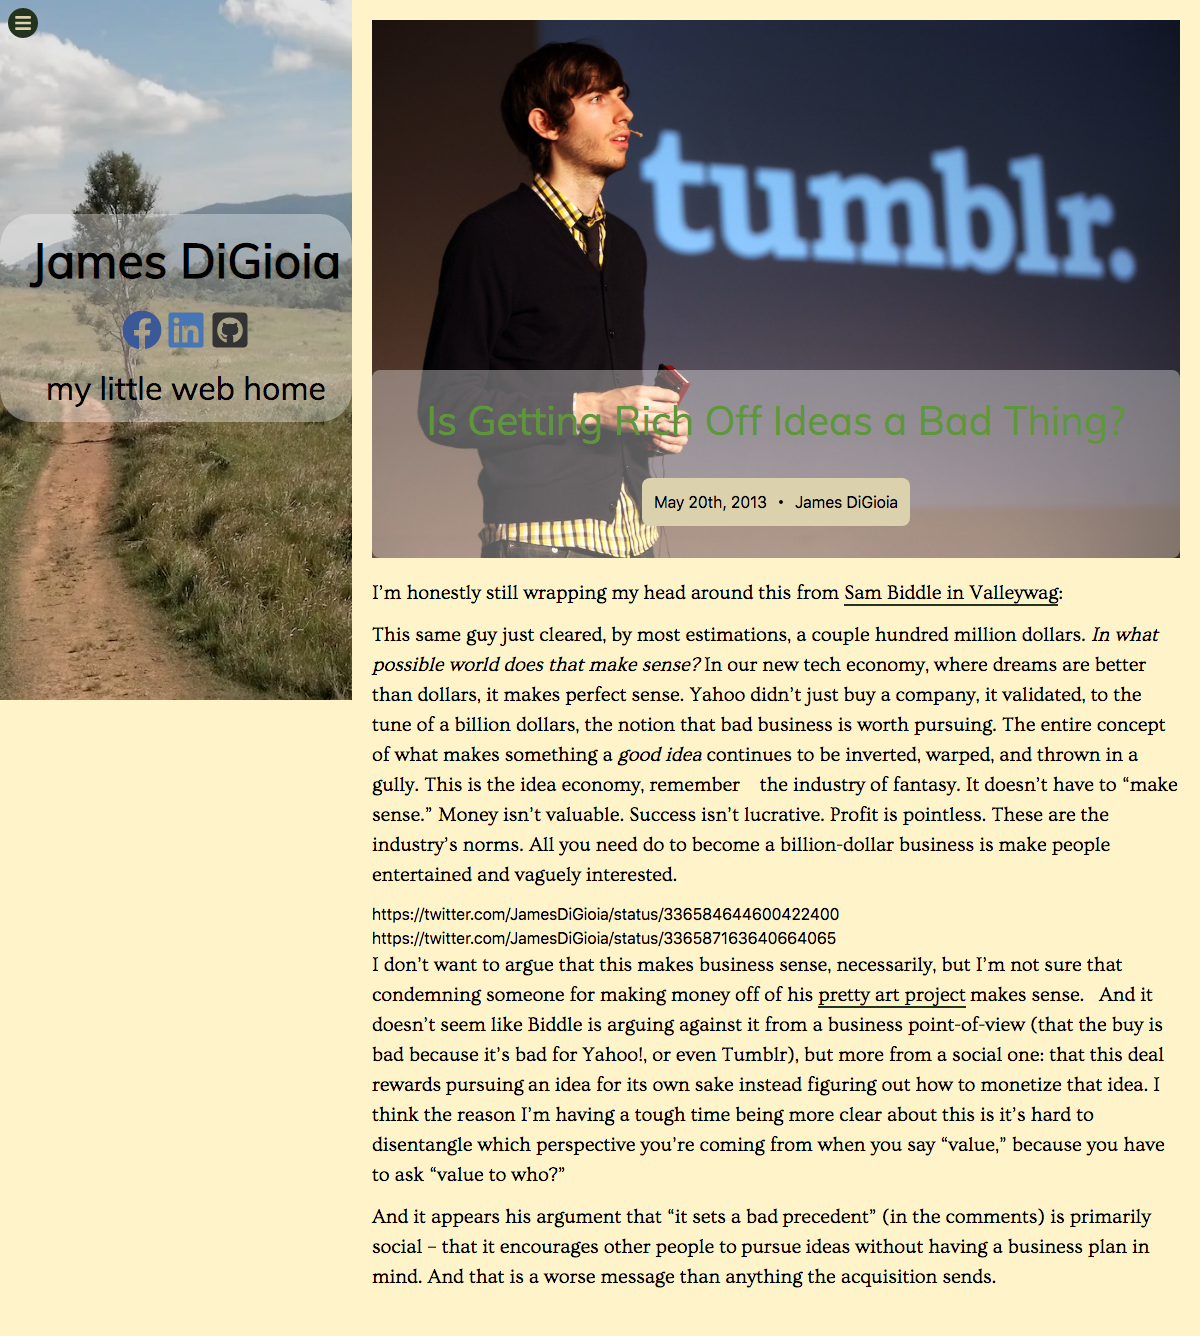 James DiGioia
my little web home
tumblr.
Is Getting Rich Off Ideas a Bad Thing?
May 20th, 2013 • James DiGioia
I’m honestly still wrapping my head around this from Sam Biddle in Valleywag:
This same guy just cleared, by most estimations, a couple hundred million dollars. In what
possible world does that make sense? In our new tech economy, where dreams are better
than dollars, it makes perfect sense. Yahoo didn’t just buy a company, it validated, to the
tune of a billion dollars, the notion that bad business is worth pursuing. The entire concept
of what makes something a good idea continues to be inverted, warped, and thrown in a
gully. This is the idea economy, remember the industry of fantasy. It doesn’t have to “make
sense.” Money isn’t valuable. Success isn’t lucrative. Profit is pointless. These are the
industry’s norms. All you need do to become a billion-dollar business is make people
entertained and vaguely interested.
https://twitter.com/JamesDiGioia/status/336584644600422400
https://twitter.com/JamesDiGioia/status/336587163640664065
I don’t want to argue that this makes business sense, necessarily, but I’m not sure that
condemning someone for making money off of his pretty art project makes sense. And it
doesn’t seem like Biddle is arguing against it from a business point-of-view (that the buy is
bad because it’s bad for Yahoo!, or even Tumblr), but more from a social one: that this deal
rewards pursuing an idea for its own sake instead figuring out how to monetize that idea. I
think the reason I’m having a tough time being more clear about this is it’s hard to
disentangle which perspective you’re coming from when you say “value,” because you have
to ask “value to who?”
And it appears his argument that “it sets a bad precedent” (in the comments) is primarily
social – that it encourages other people to pursue ideas without having a business plan in
mind. And that is a worse message than anything the acquisition sends.